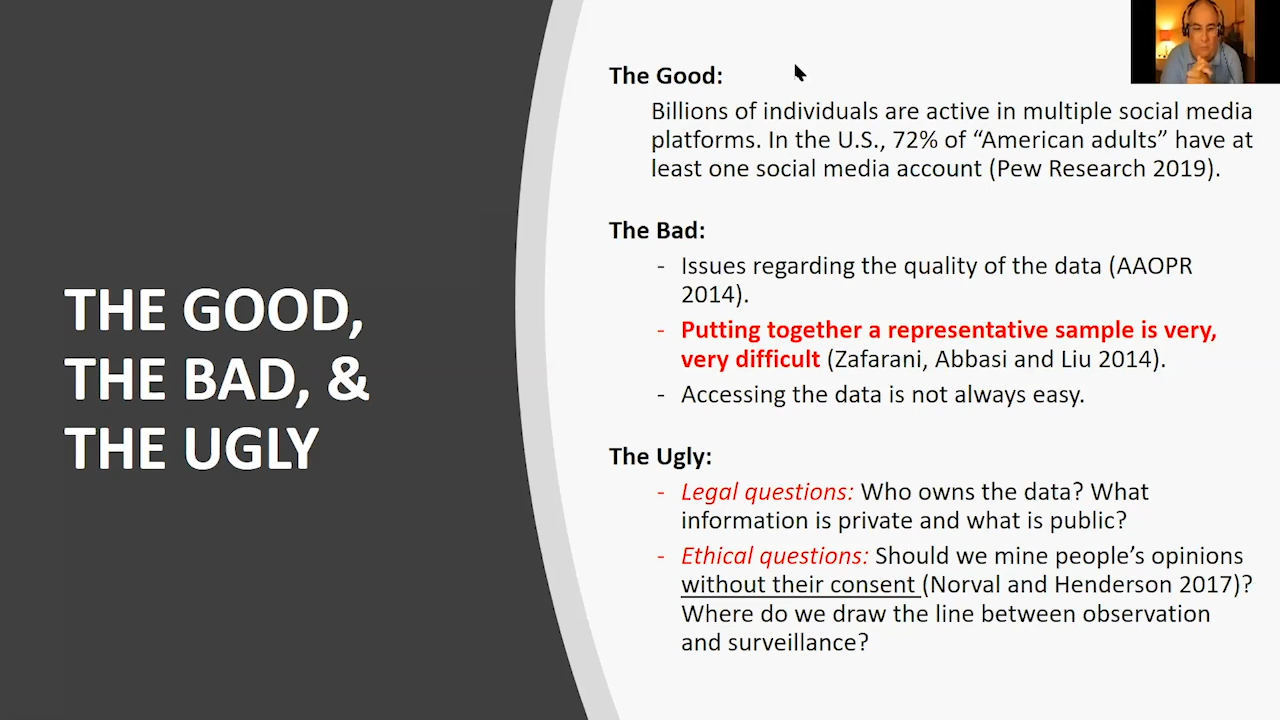 THE GOOD,
THE BAD, &
THE UGLY
The Good:
Billions of individuals are active in multiple social media
platforms. In the U.S., 72% of “American adults” have at
least one social media account (Pew Research 2019).
The Bad:
- Issues regarding the quality of the data (AAOPR
2014).
- Putting together a representative sample is very,
very difficult (Zafarani, Abbasi and Liu 2014).
- Accessing the data is not always easy.
The Ugly:
- Legal questions: Who owns the data? What
information is private and what is public?
- Ethical questions: Should we mine people’s opinions
without their consent (Norval and Henderson 2017)?
Where do we draw the line between observation
and surveillance?